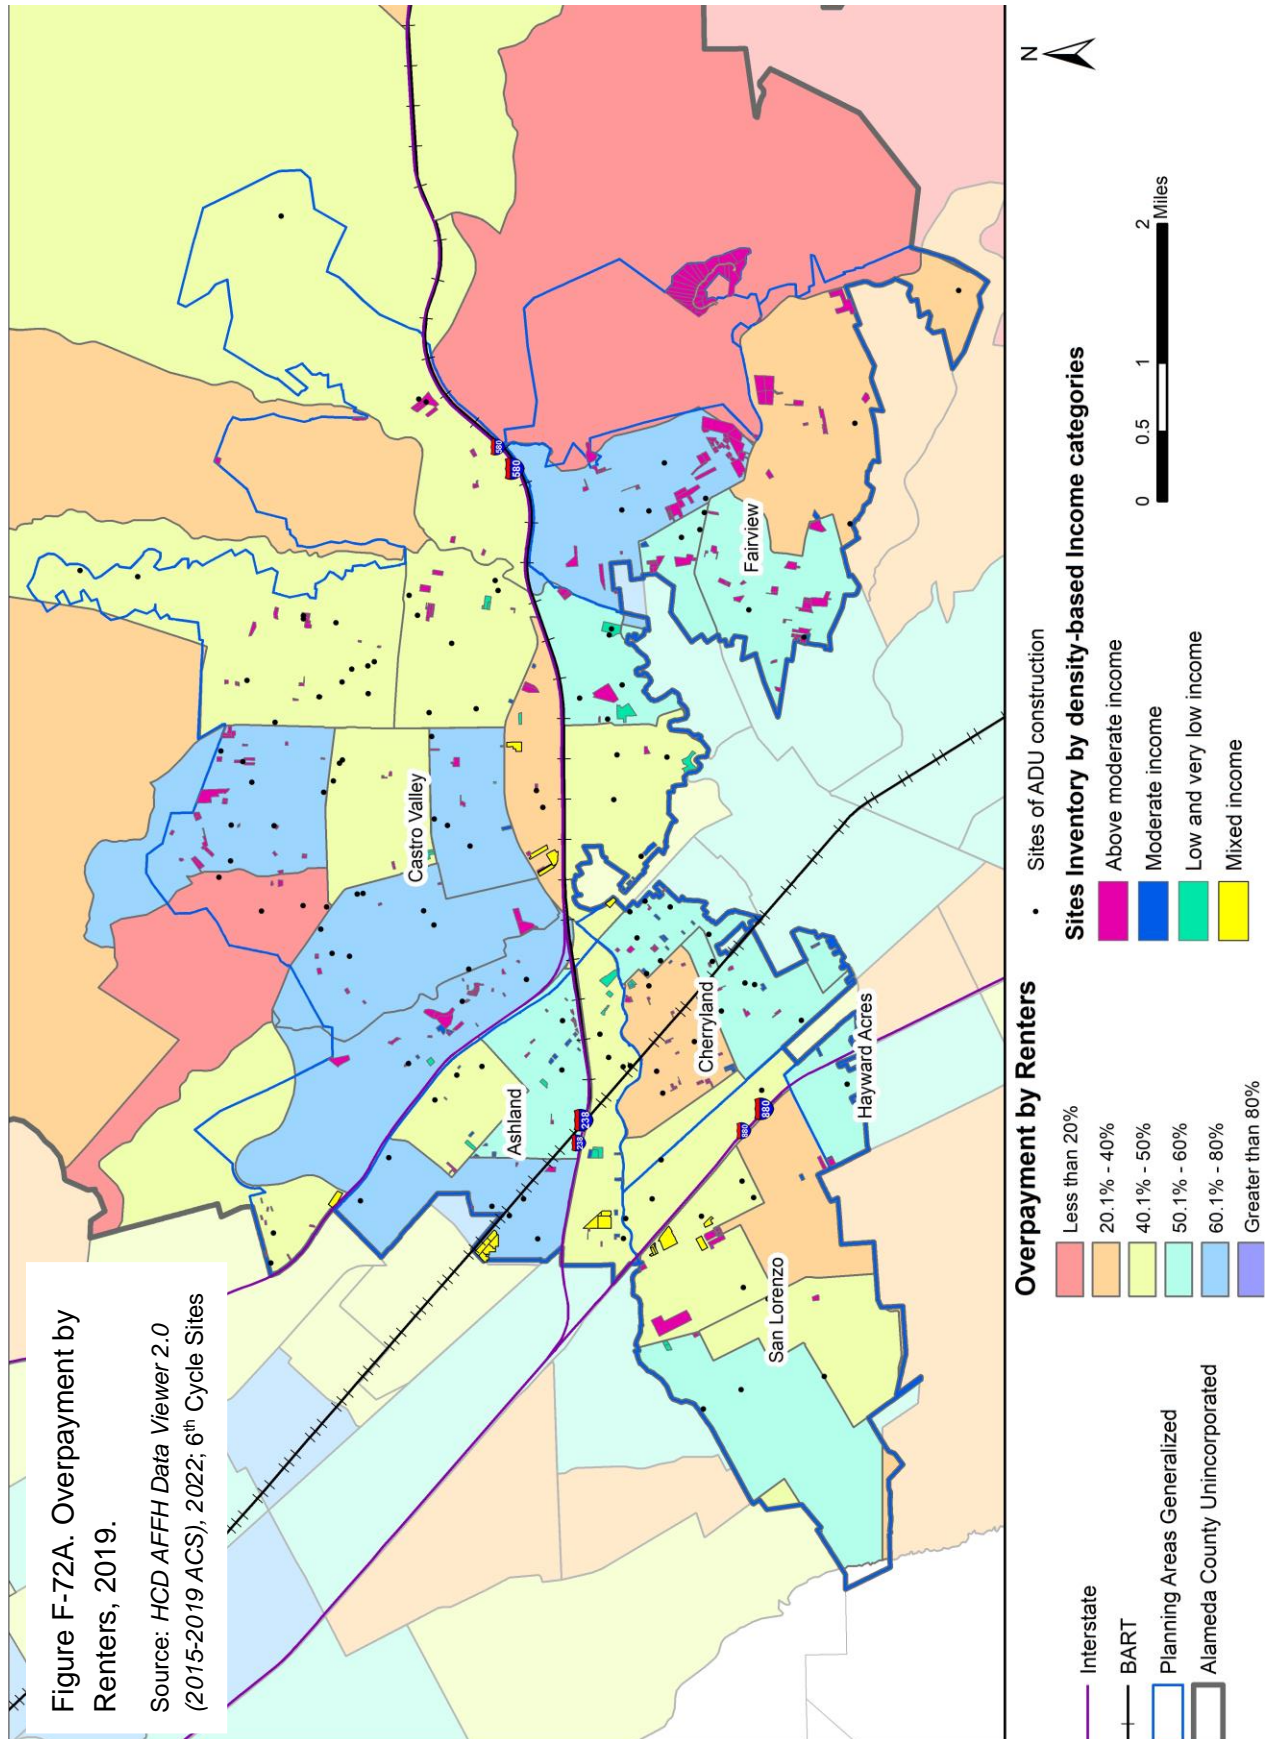 Figure F-72A. Overpayment by
Renters, 2019.
Source: HCD AFFH Data Viewer 2.0
(2015-2019 ACS), 2022; 6th Cycle Sites
Castro Valley
Ashland
Cherryland
Fairview
Hayward Acres
San Lorenzo
580
580
238
238
880
880
Interstate
BART
Planning Areas Generalized
Alameda County Unincorporated
Overpayment by Renters
Less than 20%
20.1% - 40%
40.1% - 50%
50.1% - 60%
60.1% - 80%
Greater than 80%
Sites of ADU construction
Sites Inventory by density-based Income categories
Above moderate income
Moderate income
Low and very low income
Mixed income
0 0.5 1 2
Miles
N